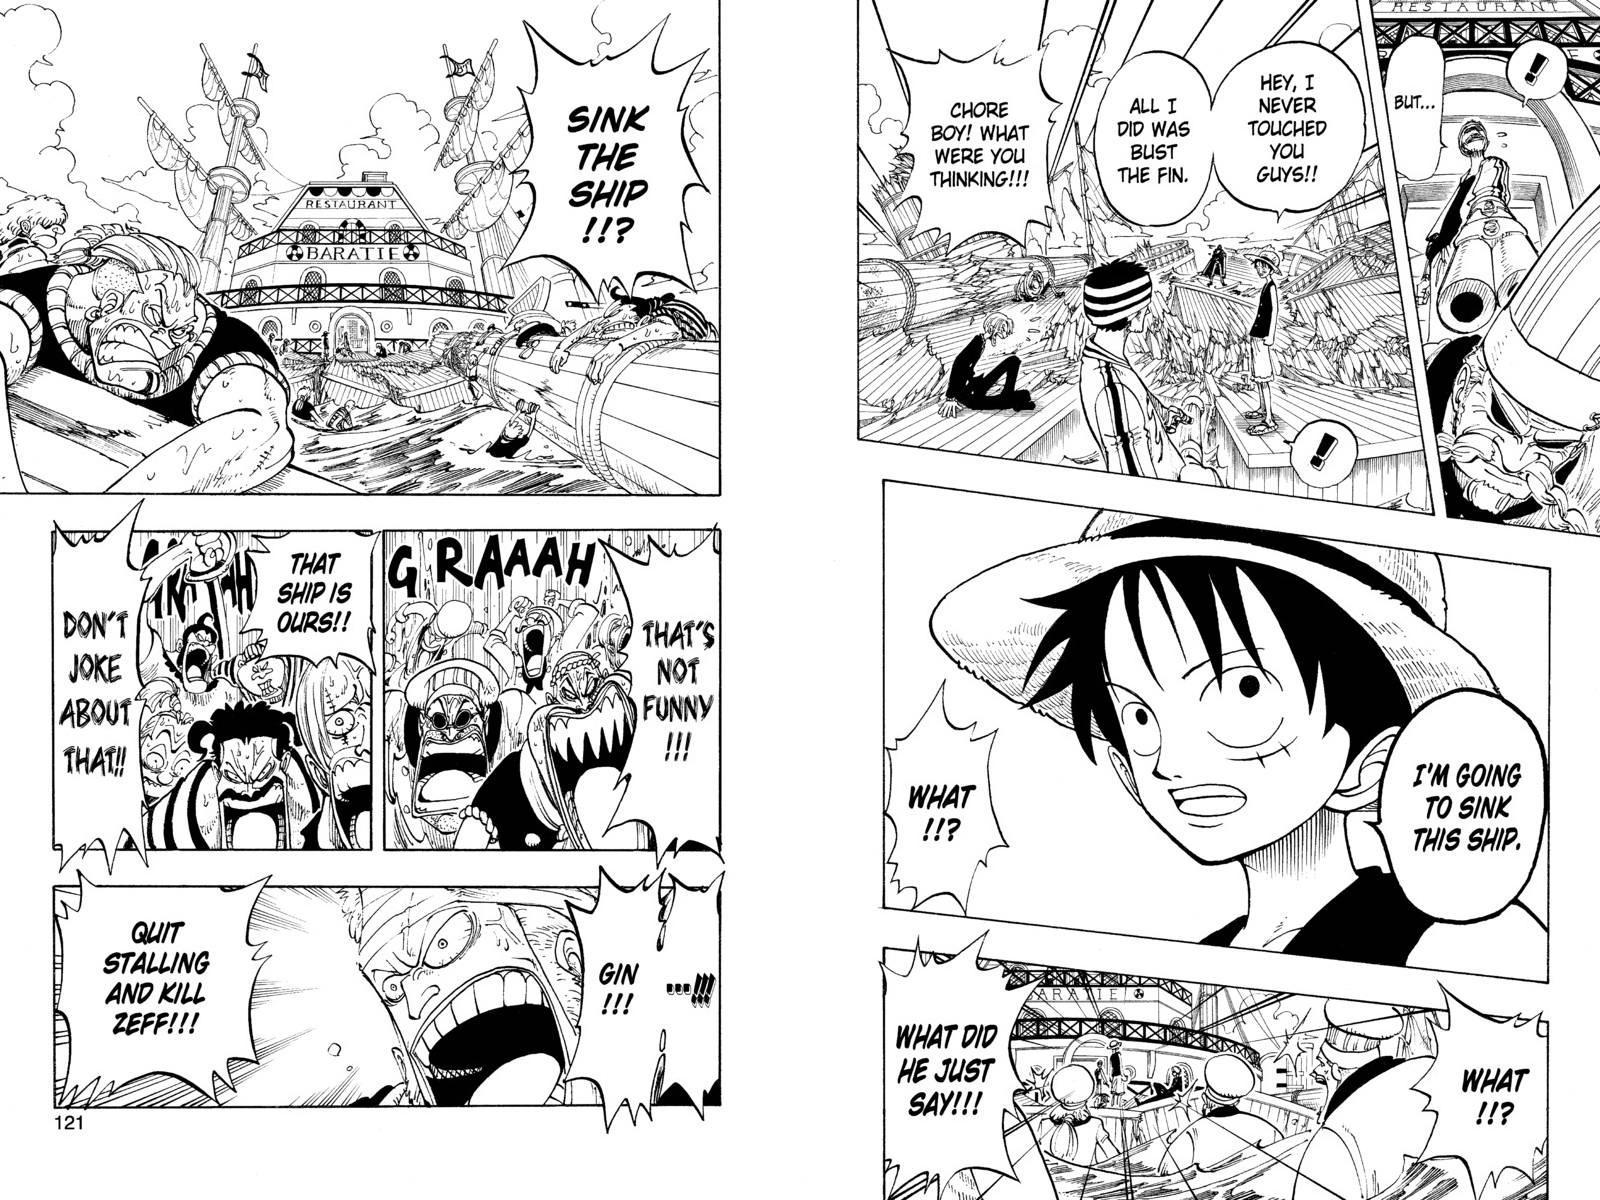 RESTAURANT
!
BUT...
HEY, I
NEVER
TOUCHED
YOU
GUYS!!
ALL I
DID WAS
BUST
THE FIN.
CHORE
BOY! WHAT
WERE YOU
THINKING!!!
!
I'M GOING
TO SINK
THIS SHIP.
WHAT
!!?
WHAT
!!?
ARATIE
WHAT DID
HE JUST
SAY!!!
SINK
THE
SHIP
!!?
RESTAURANT
BARATIE
GRAAAH
THAT'S
NOT
FUNNY
!!!
THAT
SHIP IS
OURS!!
DON'T
JOKE
ABOUT
THAT!!
...!!!
GIN
!!!
QUIT
STALLING
AND KILL
ZEFF!!!
121